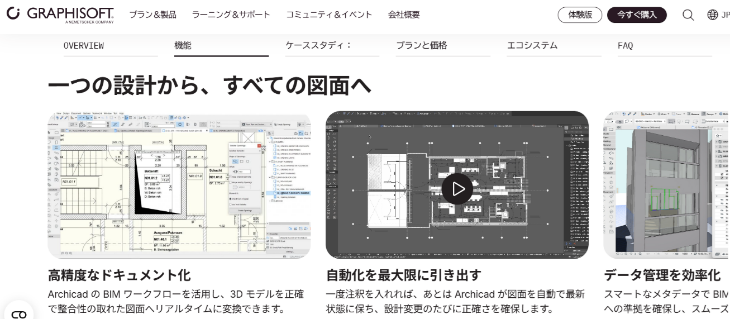 GRAPHISOFT.
A NEMETSCHEK COMPANY
プラン＆製品 ラーニング＆サポート コミュニティ＆イベント 会社概要 体験版 今すぐ購入 JP
OVERVIEW 機能 ケーススタディ： プランと価格 エコシステム FAQ
一つの設計から、すべての図面へ
高精度なドキュメント化
Archicad の BIM ワークフローを活用し、3D モデルを正確
で整合性の取れた図面へリアルタイムに変換できます。
自動化を最大限に引き出す
一度注釈を入れれば、あとは Archicad が図面を自動で最新
状態に保ち、設計変更のたびに正確さを確保します。
データ管理を効率化
スマートなメタデータで BIM
への準拠を確保し、スムーズ